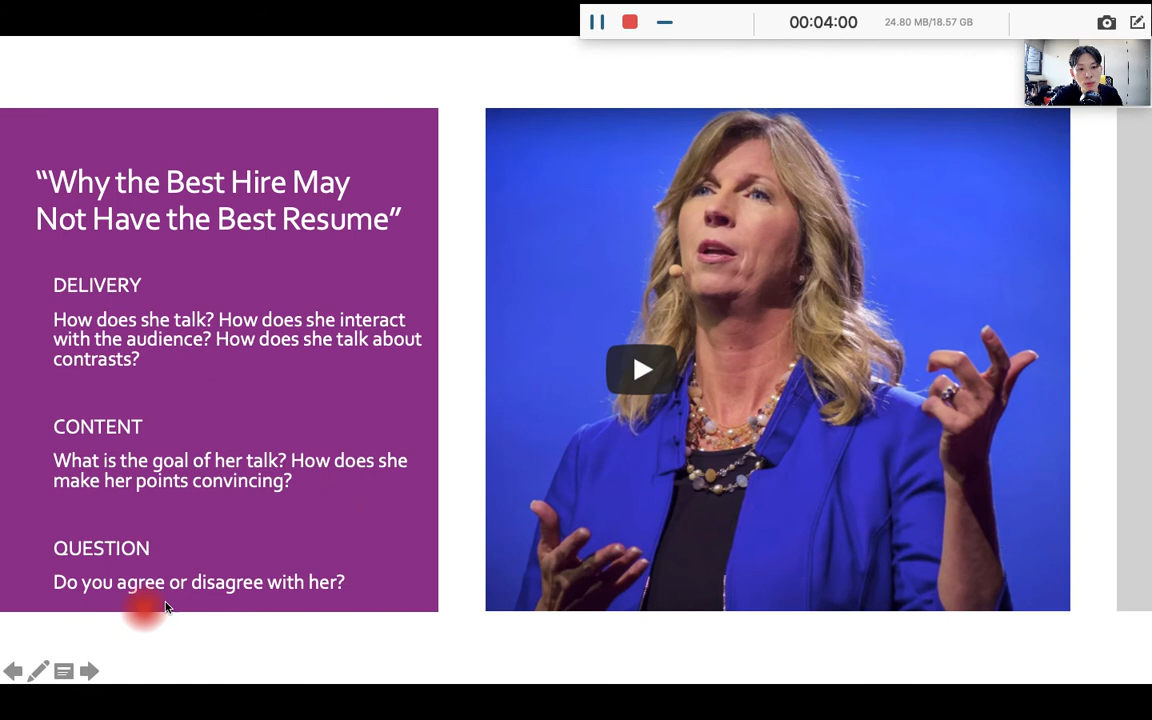 00:04:00
24.80 MB/18.57 GB
“Why the Best Hire May
Not Have the Best Resume”
DELIVERY
How does she talk? How does she interact
with the audience? How does she talk about
contrasts?
CONTENT
What is the goal of her talk? How does she
make her points convincing?
QUESTION
Do you agree or disagree with her?